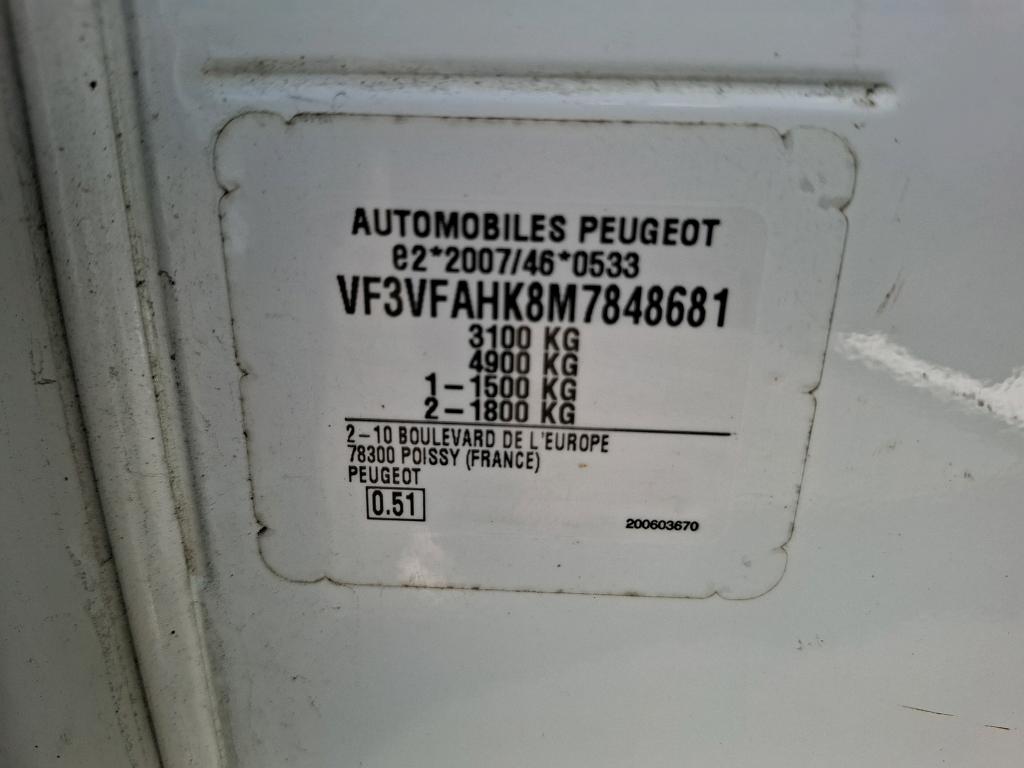 AUTOMOBILES PEUGEOT
e2*2007/46*0533
VF3VFAHK8M7848681
3100 KG
4900 KG
1-1500 KG
2-1800 KG
2-10 BOULEVARD DE L'EUROPE
78300 POISSY (FRANCE)
PEUGEOT
0.51
200603670